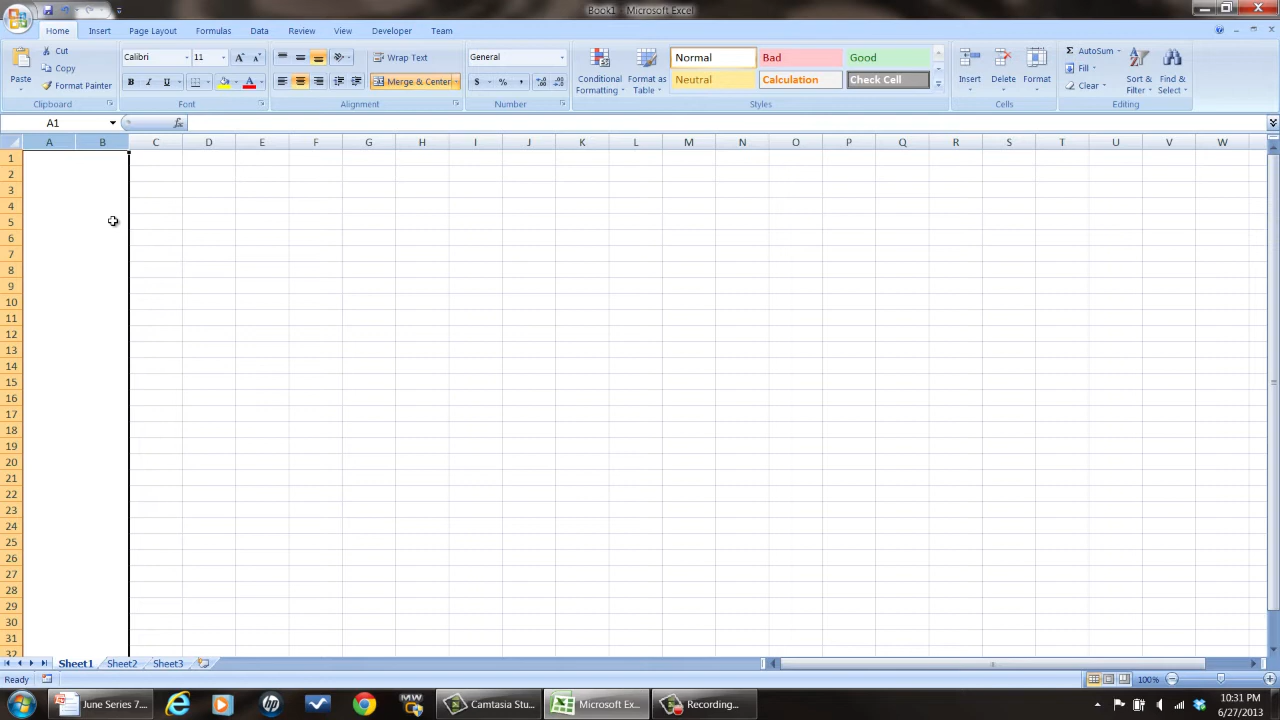 Book1 - Microsoft Excel
Home Insert Page Layout Formulas Data Review View Developer Team
Paste
Cut
Copy
Format Painter
Clipboard
Calibri 11
B I U
Font
Wrap Text
Merge & Center
Alignment
General
$ % ,
Number
Conditional Formatting
Format as Table
Normal Bad Good
Neutral Calculation Check Cell
Styles
Insert Delete Format
Cells
AutoSum
Fill
Clear
Sort & Filter
Find & Select
Editing
A1 fx
A B C D E F G H I J K L M N O P Q R S T U V W
1
2
3
4
5
6
7
8
9
10
11
12
13
14
15
16
17
18
19
20
21
22
23
24
25
26
27
28
29
30
31
32
Sheet1 Sheet2 Sheet3
Ready 100%
June Series 7... hp MW Camtasia Stu... Microsoft Ex... Recording... 10:31 PM
6/27/2013